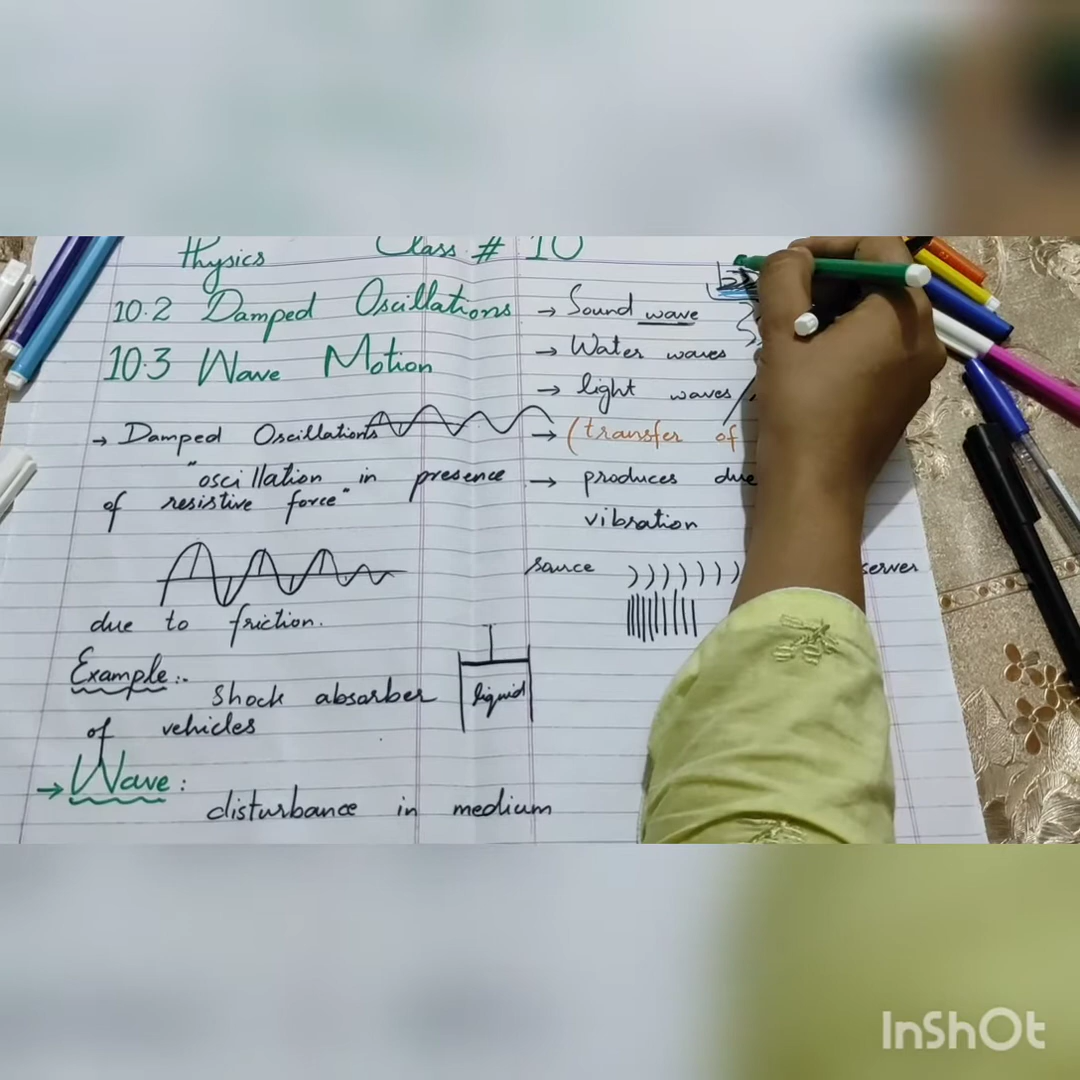 Physics Class # 10
10.2 Damped Oscillations
10.3 Wave Motion
→ Damped Oscillations
"oscillation in presence
of resistive force"
due to friction.
Example:-
Shock absorber
of vehicles
liquid
→ Wave:
disturbance in medium
→ Sound wave
→ Water waves
→ light waves
→ (transfer of
→ produces due
vibration
source
server
InShOt